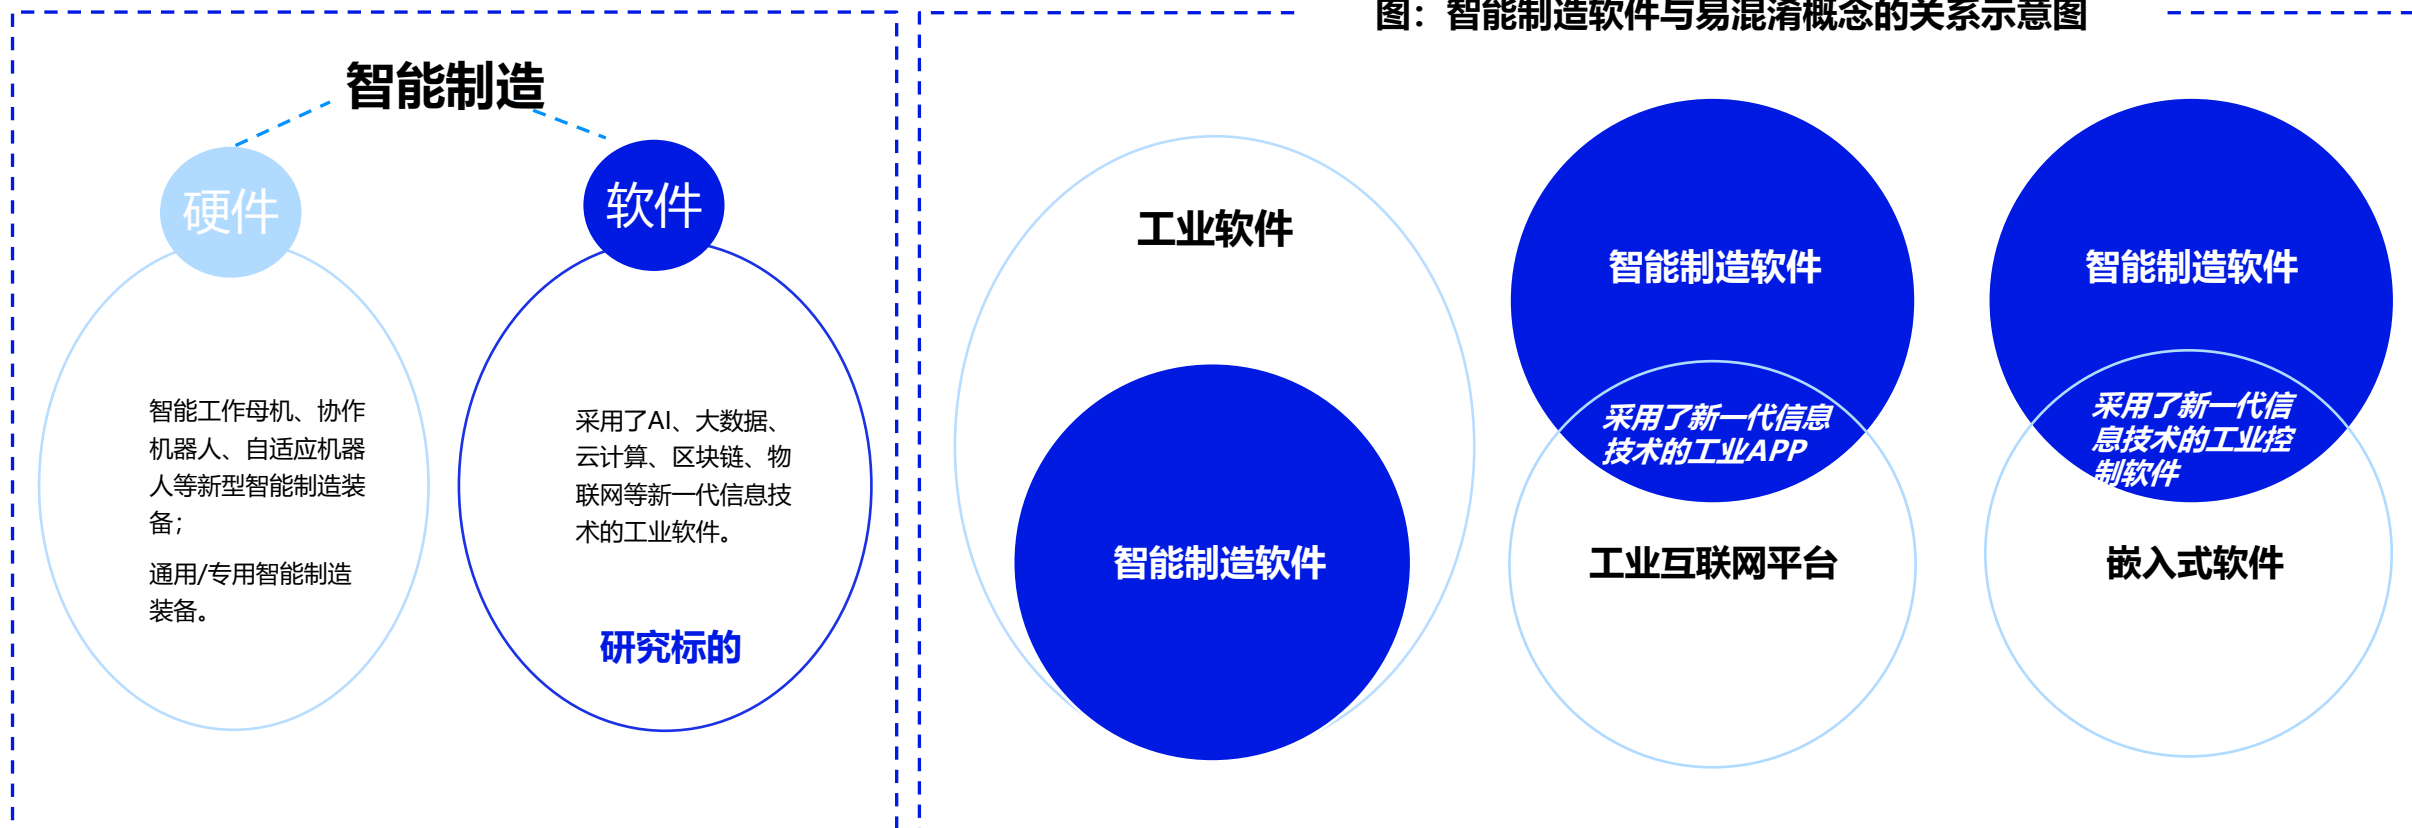 智能制造
硬件
智能工作母机、协作
机器人、自适应机器
人等新型智能制造装
备；
通用/专用智能制造
装备。
软件
采用了AI、大数据、
云计算、区块链、物
联网等新一代信息技
术的工业软件。
研究标的
图：智能制造软件与易混淆概念的关系示意图
工业软件
智能制造软件
智能制造软件
采用了新一代信息
技术的工业APP
工业互联网平台
智能制造软件
采用了新一代信
息技术的工业控
制软件
嵌入式软件